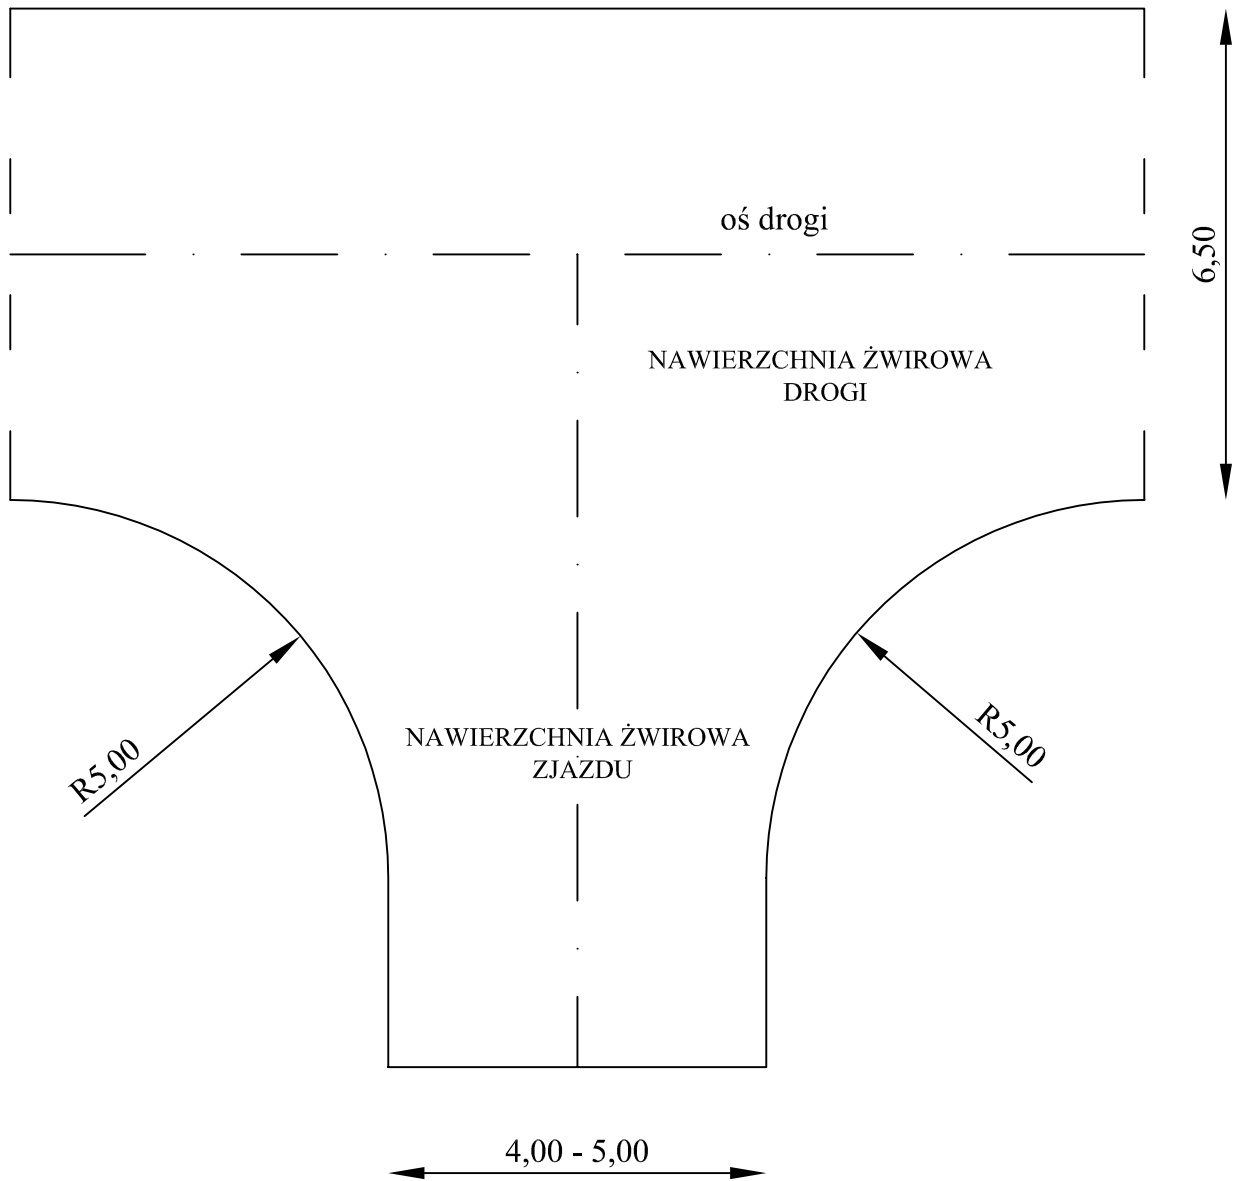 oś drogi
6,50
NAWIERZCHNIA ŻWIROWA
DROGI
R5,00
R5,00
NAWIERZCHNIA ŻWIROWA
ZJAZDU
4,00 - 5,00